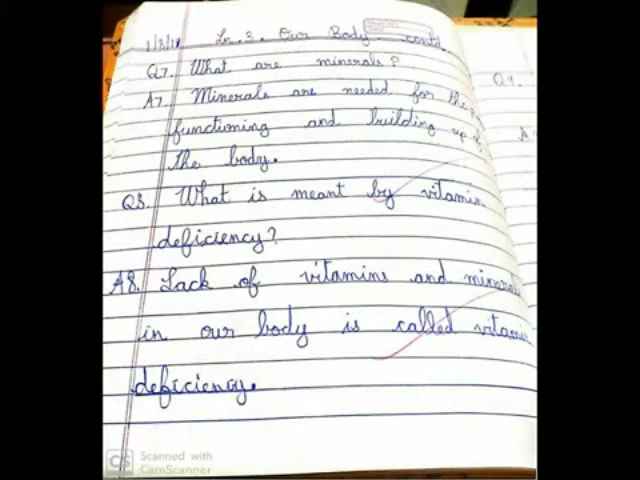 Ln. 3. Our Body contd
Q7. What are minerals?
A7. Minerals are needed for the
functioning and building up
the body.
Q8. What is meant by vitamin
deficiency?
A8. Lack of vitamins and minerals
in our body is called vitamin
deficiency.
Q9.
CS Scanned with
CamScanner